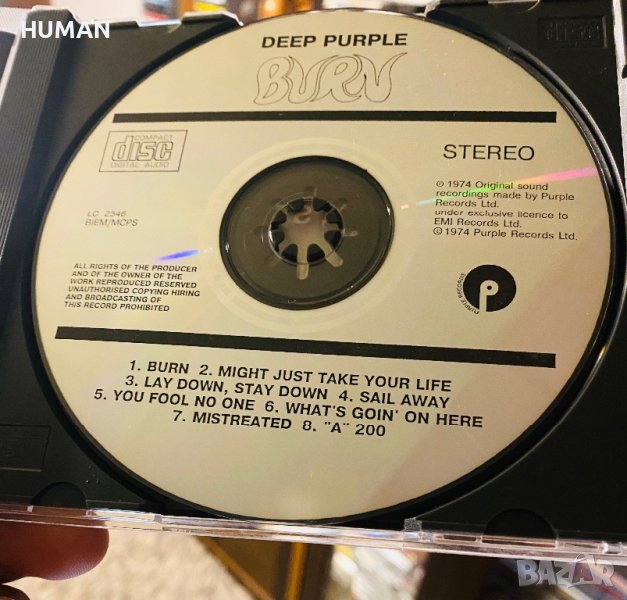 HUMAN
DEEP PURPLE
BURN
COMPACT
disc
DIGITAL AUDIO
STEREO
LC 2346
BIEM/MCPS
℗ 1974 Original sound
recordings made by Purple
Records Ltd.
under exclusive licence to
EMI Records Ltd.
© 1974 Purple Records Ltd.
ALL RIGHTS OF THE PRODUCER
AND OF THE OWNER OF THE
WORK REPRODUCED RESERVED
UNAUTHORISED COPYING HIRING
AND BROADCASTING OF
THIS RECORD PROHIBITED
PURPLE RECORDS
P
1. BURN 2. MIGHT JUST TAKE YOUR LIFE
3. LAY DOWN, STAY DOWN 4. SAIL AWAY
5. YOU FOOL NO ONE 6. WHAT'S GOIN' ON HERE
7. MISTREATED 8. "A" 200
disc
BAZAR